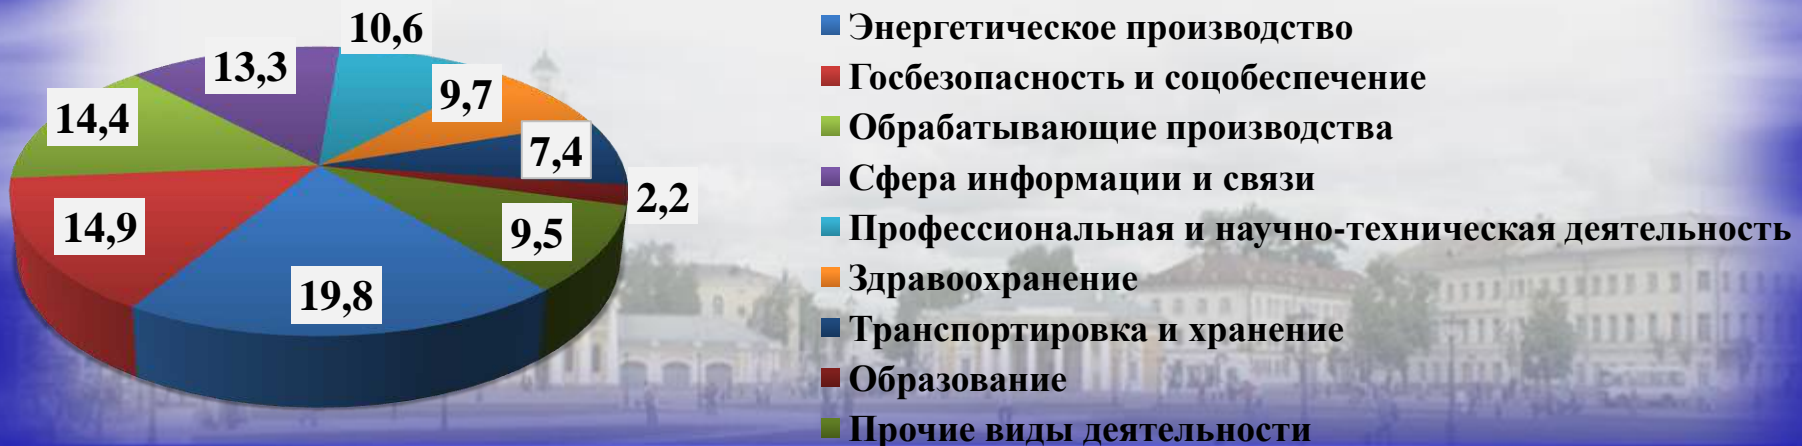 10,6
13,3
9,7
14,4
7,4
2,2
14,9
9,5
19,8
Энергетическое производство
Госбезопасность и соцобеспечение
Обрабатывающие производства
Сфера информации и связи
Профессиональная и научно-техническая деятельность
Здравоохранение
Транспортировка и хранение
Образование
Прочие виды деятельности